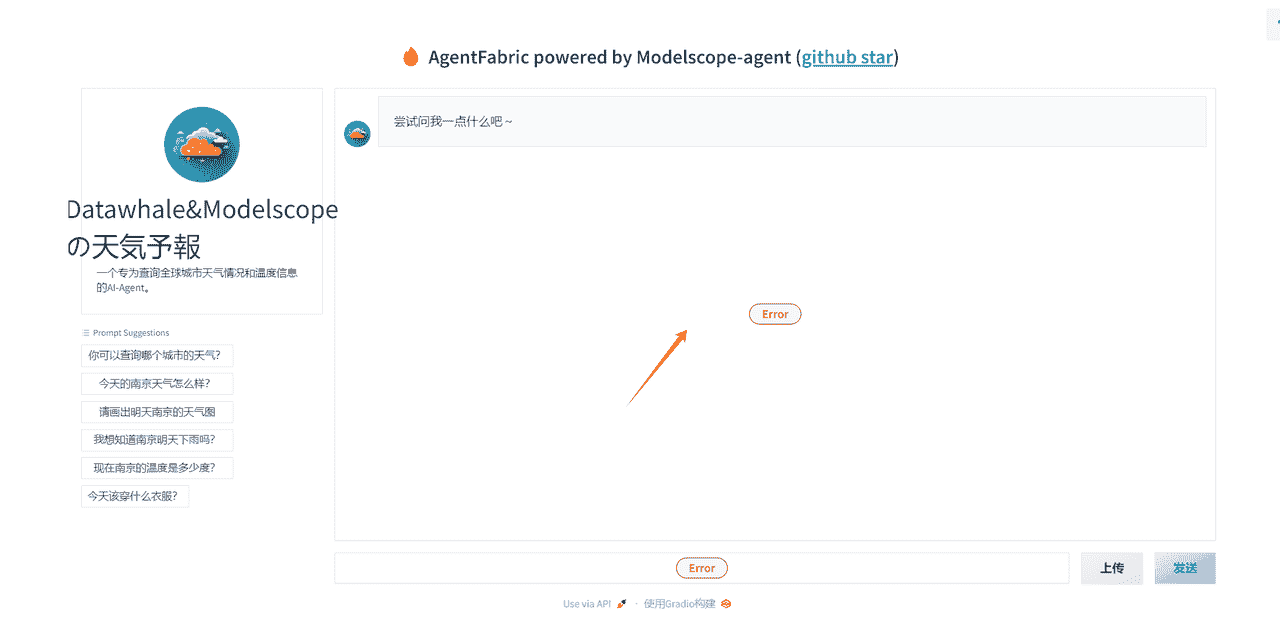 AgentFabric powered by Modelscope-agent (github star)
尝试问我一点什么吧～
Datawhale&Modelscope
の天気予報
一个专为查询全球城市天气情况和温度信息
的AI-Agent。
Prompt Suggestions
你可以查询哪个城市的天气？
今天的南京天气怎么样？
请画出明天南京的天气图
我想知道南京明天下雨吗？
现在南京的温度是多少度？
今天该穿什么衣服？
Error
Error
上传
发送
Use via API · 使用Gradio构建